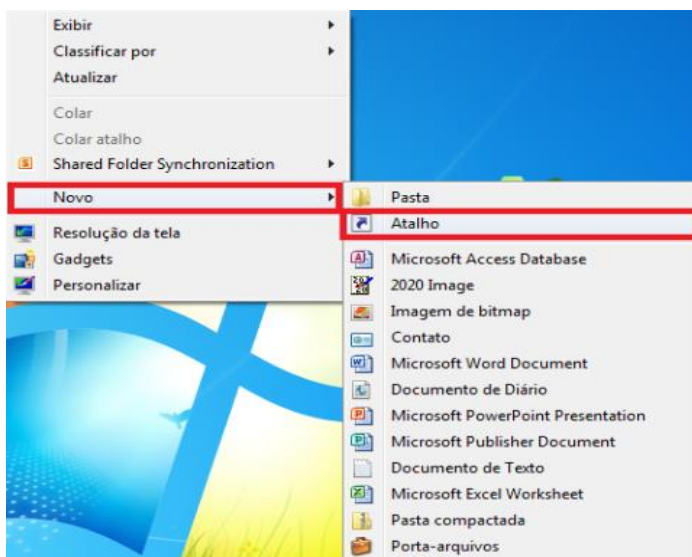 Exibir
Classificar por
Atualizar
Colar
Colar atalho
Shared Folder Synchronization
Novo
Resolução da tela
Gadgets
Personalizar
Pasta
Atalho
Microsoft Access Database
2020 Image
Imagem de bitmap
Contato
Microsoft Word Document
Documento de Diário
Microsoft PowerPoint Presentation
Microsoft Publisher Document
Documento de Texto
Microsoft Excel Worksheet
Pasta compactada
Porta-arquivos